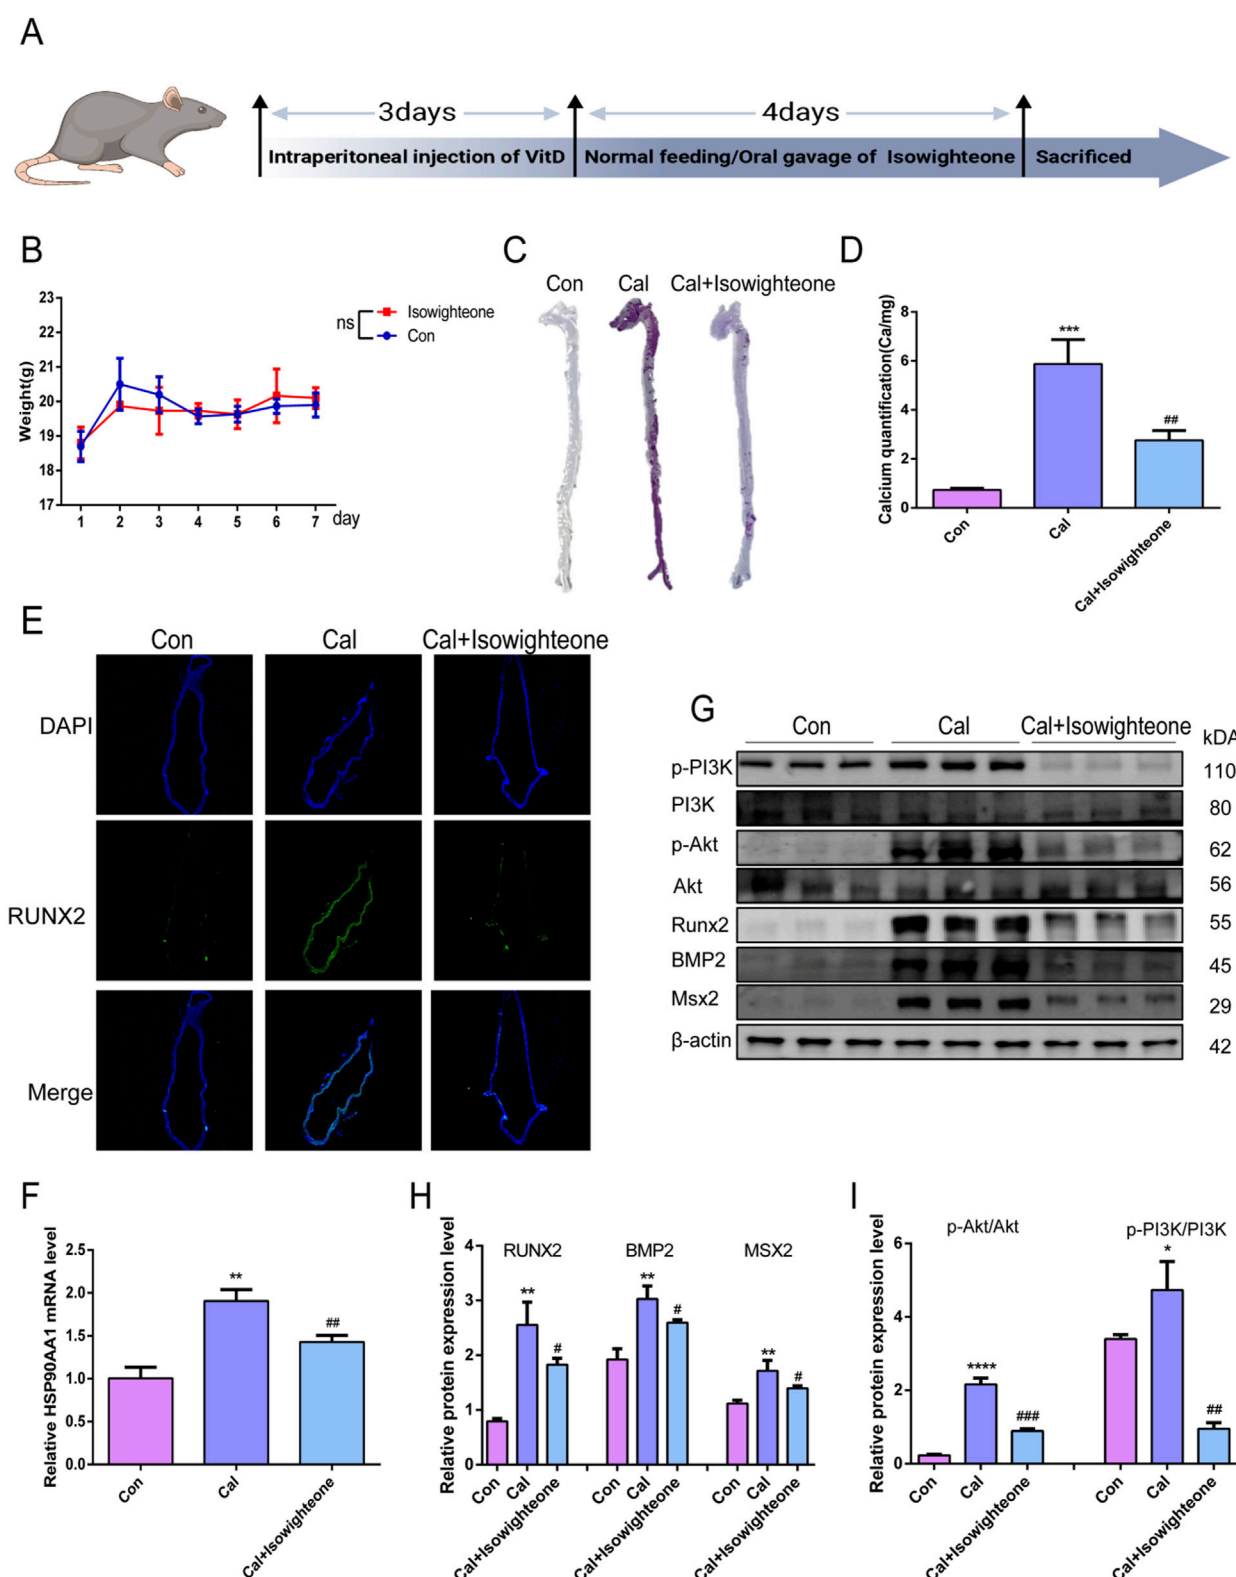 A
3days
4days
Intraperitoneal injection of VitD
Normal feeding/Oral gavage of Isowighteone
Sacrificed
B
Weight(g)
23
22
21
20
19
18
17
1 2 3 4 5 6 7 day
ns
Isowighteone
Con
C
Con Cal Cal+Isowighteone
D
Calcium quantification(Ca/mg)
8
6
4
2
0
***
##
Con
Cal
Cal+Isowighteone
E
Con Cal Cal+Isowighteone
DAPI
RUNX2
Merge
G
Con Cal Cal+Isowighteone kDA
p-PI3K 110
PI3K 80
p-Akt 62
Akt 56
Runx2 55
BMP2 45
Msx2 29
β-actin 42
F
Relative HSP90AA1 mRNA level
2.5
2.0
1.5
1.0
0.5
0.0
**
##
Con
Cal
Cal+Isowighteone
H
Relative protein expression level
4
3
2
1
0
RUNX2 BMP2 MSX2
** # ** # ** #
Con
Cal
Cal+Isowighteone
Con
Cal
Cal+Isowighteone
Con
Cal
Cal+Isowighteone
I
Relative protein expression level
6
4
2
0
p-Akt/Akt p-PI3K/PI3K
**** ### * ##
Con
Cal
Cal+Isowighteone
Con
Cal
Cal+Isowighteone